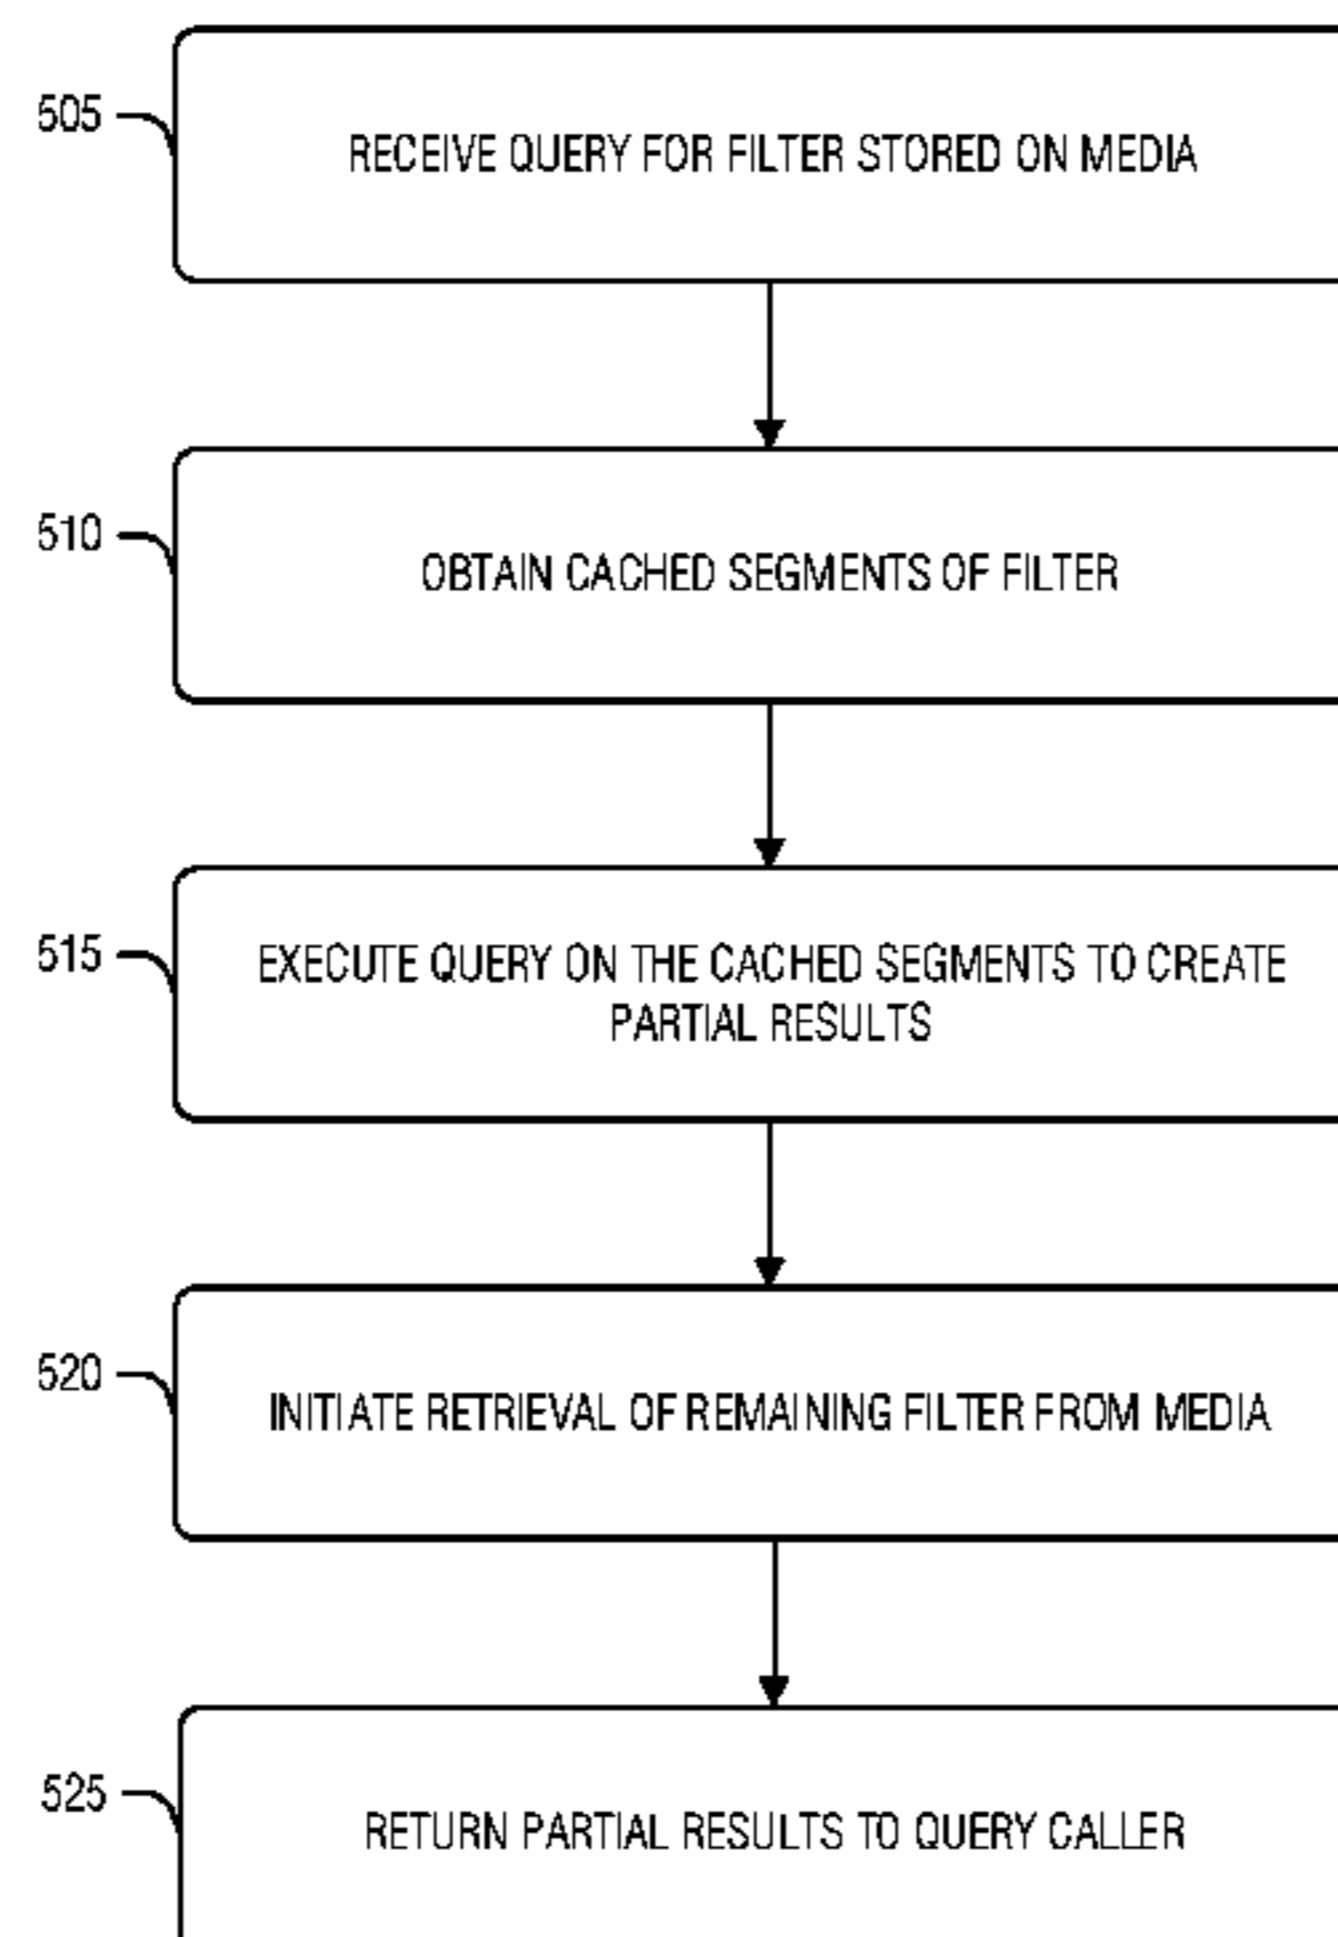 505
RECEIVE QUERY FOR FILTER STORED ON MEDIA
510
OBTAIN CACHED SEGMENTS OF FILTER
515
EXECUTE QUERY ON THE CACHED SEGMENTS TO CREATE
PARTIAL RESULTS
520
INITIATE RETRIEVAL OF REMAINING FILTER FROM MEDIA
525
RETURN PARTIAL RESULTS TO QUERY CALLER